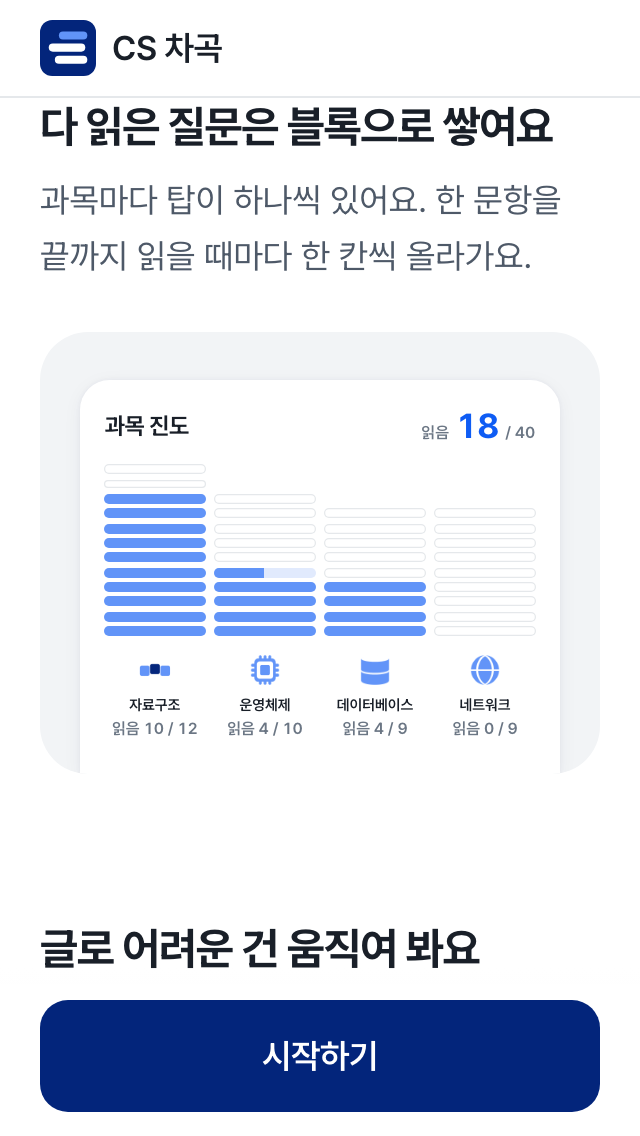 CS 차곡
다 읽은 질문은 블록으로 쌓여요
과목마다 탑이 하나씩 있어요. 한 문항을
끝까지 읽을 때마다 한 칸씩 올라가요.
과목 진도
읽음 18 / 40
자료구조
읽음 10 / 12
운영체제
읽음 4 / 10
데이터베이스
읽음 4 / 9
네트워크
읽음 0 / 9
글로 어려운 건 움직여 봐요
시작하기